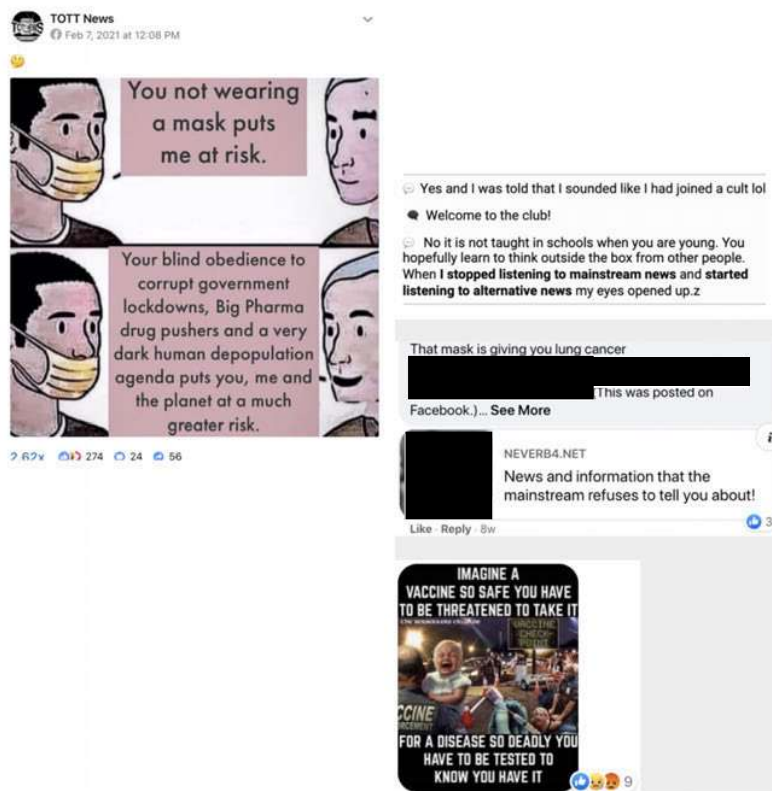 TOTT News
Feb 7, 2021 at 12:08 PM
You not wearing
a mask puts
me at risk.
Your blind obedience to
corrupt government
lockdowns, Big Pharma
drug pushers and a very
dark human depopulation
agenda puts you, me and
the planet at a much
greater risk.
2.62x 274 24 56
Yes and I was told that I sounded like I had joined a cult lol
Welcome to the club!
No it is not taught in schools when you are young. You
hopefully learn to think outside the box from other people.
When I stopped listening to mainstream news and started
listening to alternative news my eyes opened up.z
That mask is giving you lung cancer
(This was posted on
Facebook.)... See More
NEVERB4.NET
News and information that the
mainstream refuses to tell you about!
Like · Reply · 8w
3
IMAGINE A
VACCINE SO SAFE YOU HAVE
TO BE THREATENED TO TAKE IT
VACCINE
CHECK-
POINT
CCINE
FOR A DISEASE SO DEADLY YOU
HAVE TO BE TESTED TO
KNOW YOU HAVE IT
9